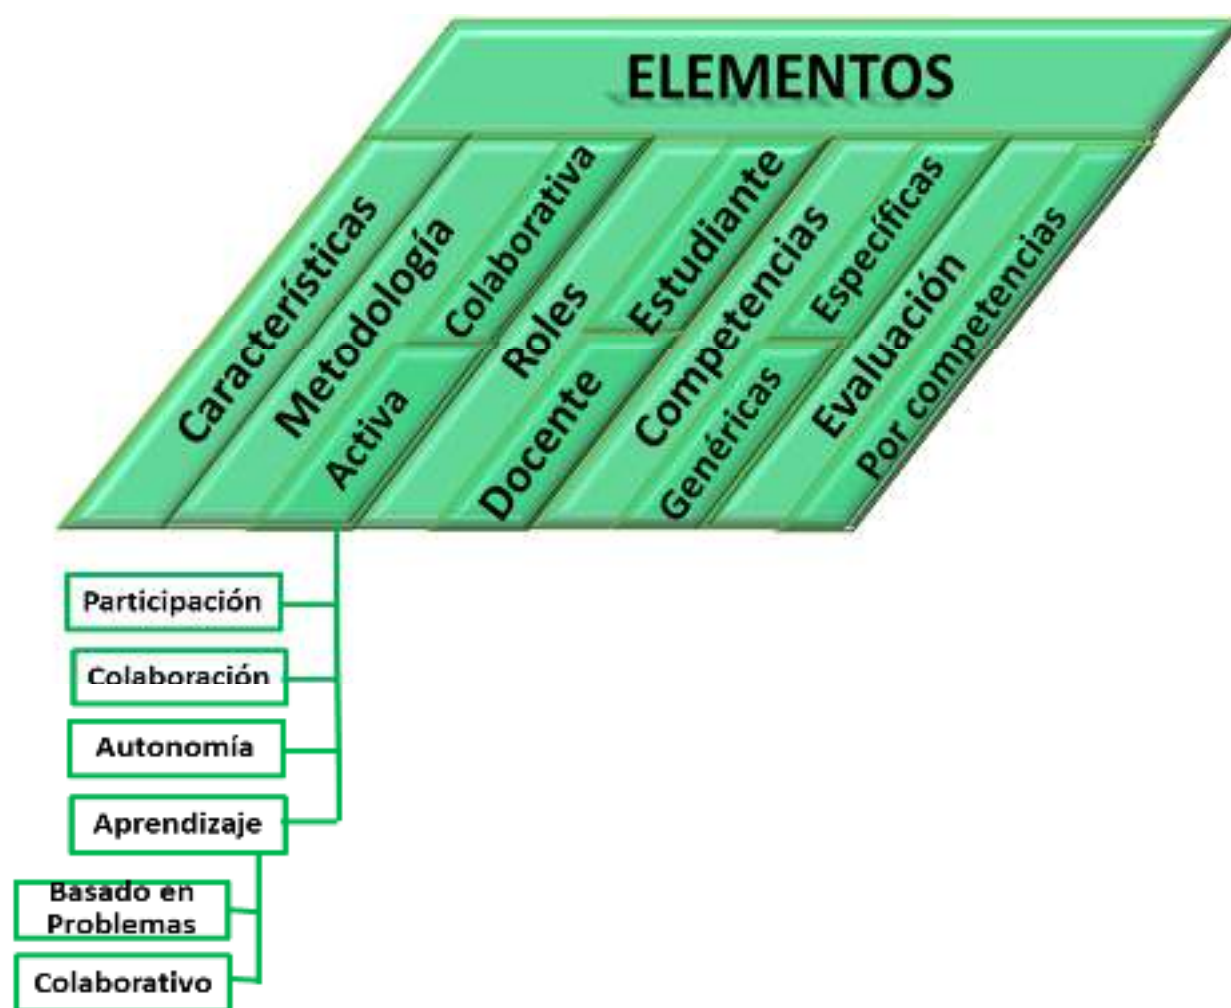 ELEMENTOS
Características
Metodología
Colaborativa
Activa
Roles
Estudiante
Docente
Competencias
Específicas
Genéricas
Evaluación
Por competencias
Participación
Colaboración
Autonomía
Aprendizaje
Basado en
Problemas
Colaborativo